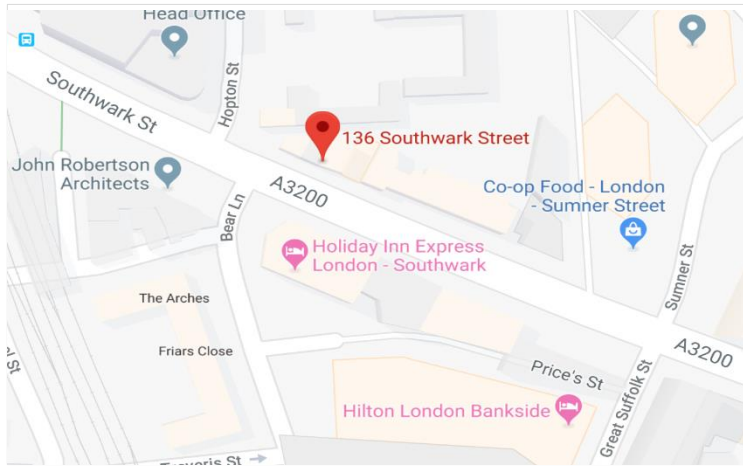 Head Office
Southwark St
Hopton St
136 Southwark Street
John Robertson
Architects
A3200
Bear Ln
Co-op Food - London
- Sumner Street
Holiday Inn Express
London - Southwark
Sumner St
The Arches
Friars Close
A3200
Price's St
Great Suffolk St
Hilton London Bankside
St